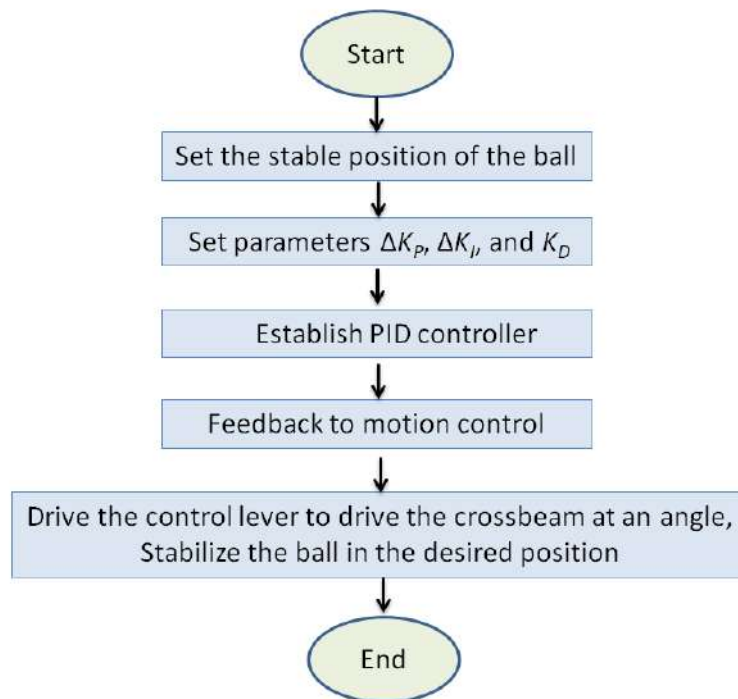 Start
Set the stable position of the ball
Set parameters ΔK_P, ΔK_I, and K_D
Establish PID controller
Feedback to motion control
Drive the control lever to drive the crossbeam at an angle,
Stabilize the ball in the desired position
End